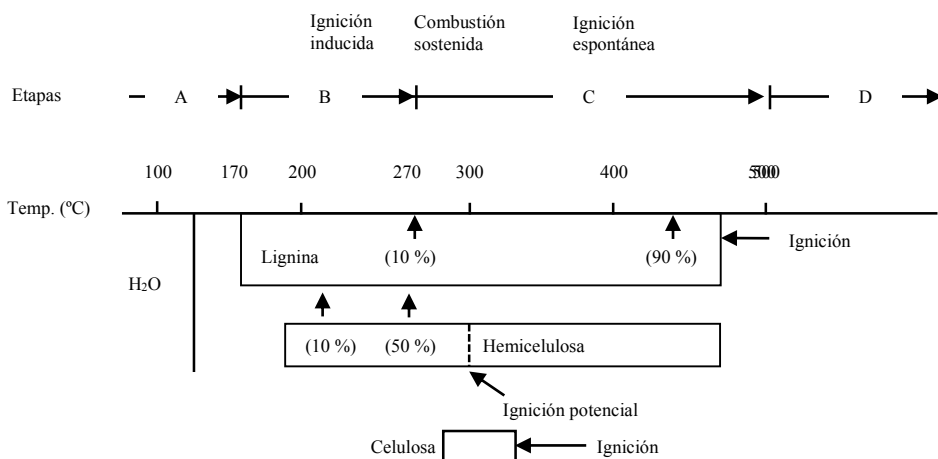 Ignición inducida
Combustión sostenida
Ignición espontánea
Etapas A B C D
100 170 200 270 300 400 500
Temp. (ºC)
Lignina (10 %) (90 %) Ignición
H₂O
(10 %) (50 %) Hemicelulosa
Ignición potencial
Celulosa Ignición